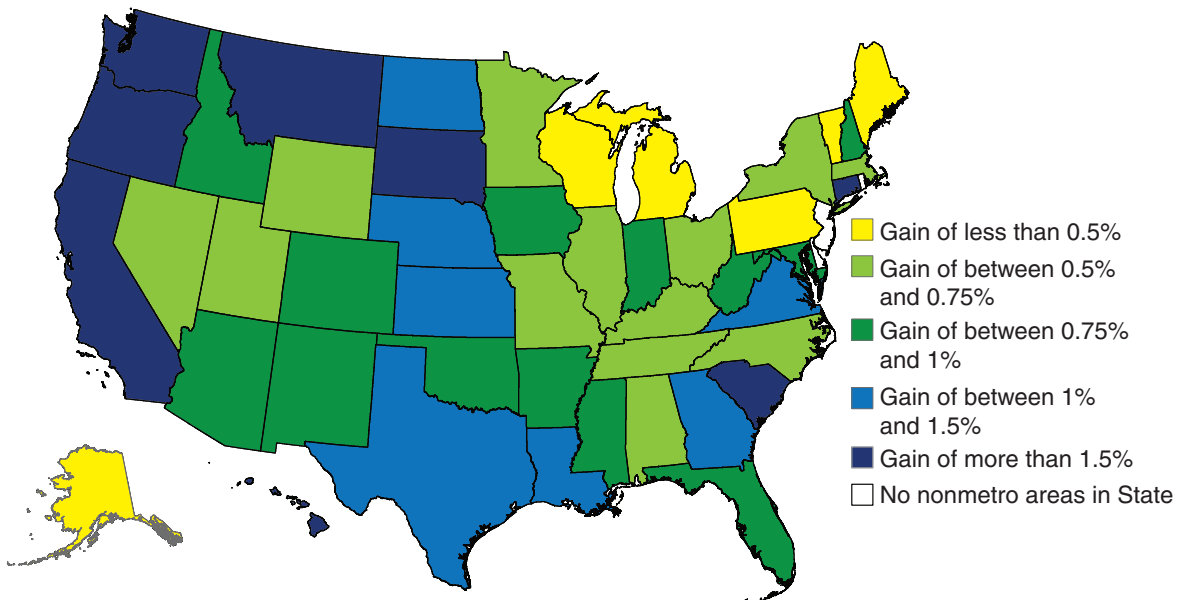 Gain of less than 0.5%
Gain of between 0.5%
and 0.75%
Gain of between 0.75%
and 1%
Gain of between 1%
and 1.5%
Gain of more than 1.5%
No nonmetro areas in State